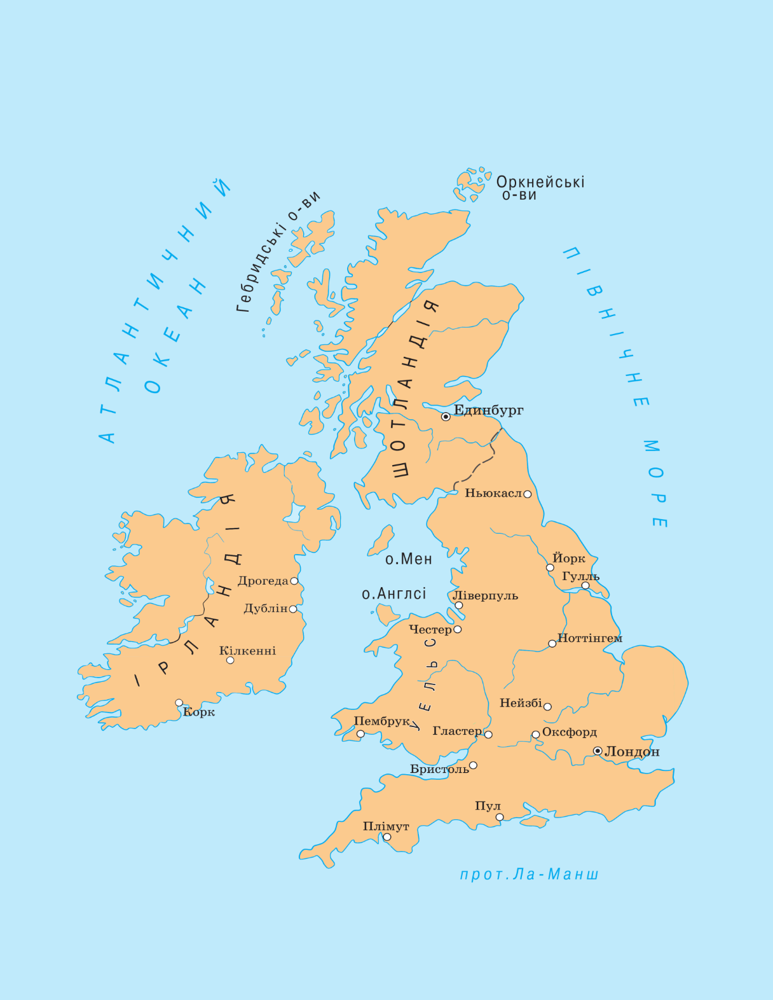 Оркнейські
о-ви
АТЛАНТИЧНИЙ
ОКЕАН
Гебридські о-ви
ПІВНІЧНЕ МОРЕ
ШОТЛАНДІЯ
Единбург
Ньюкасл
ІРЛАНДІЯ
о.Мен
Йорк
Гулль
Дрогеда
о.Англсі
Ліверпуль
Дублін
Честер
Ноттінгем
Кілкенні
УЕЛЬС
Нейзбі
Корк
Пембрук
Гластер
Оксфорд
Лондон
Бристоль
Пул
Плімут
прот.Ла-Манш